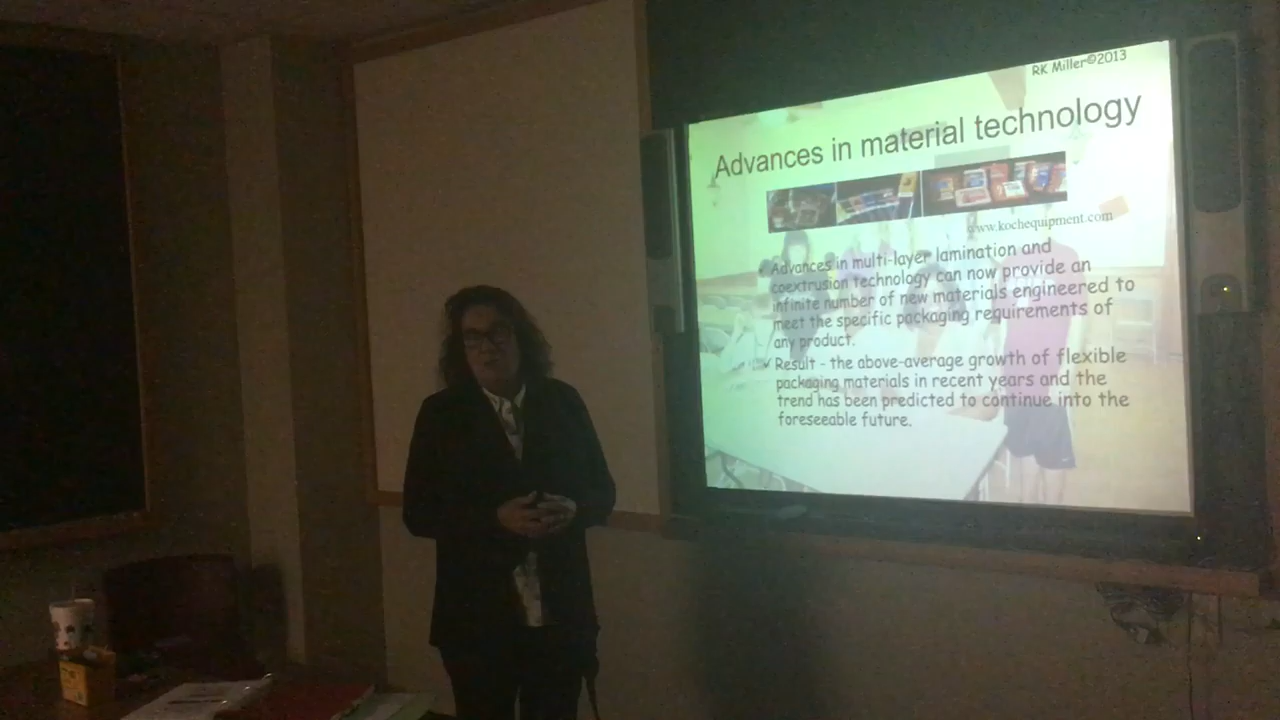 RK Miller©2013
Advances in material technology
www.kochequipment.com
Advances in multi-layer lamination and
coextrusion technology can now provide an
infinite number of new materials engineered to
meet the specific packaging requirements of
any product.
Result - the above-average growth of flexible
packaging materials in recent years and the
trend has been predicted to continue into the
foreseeable future.